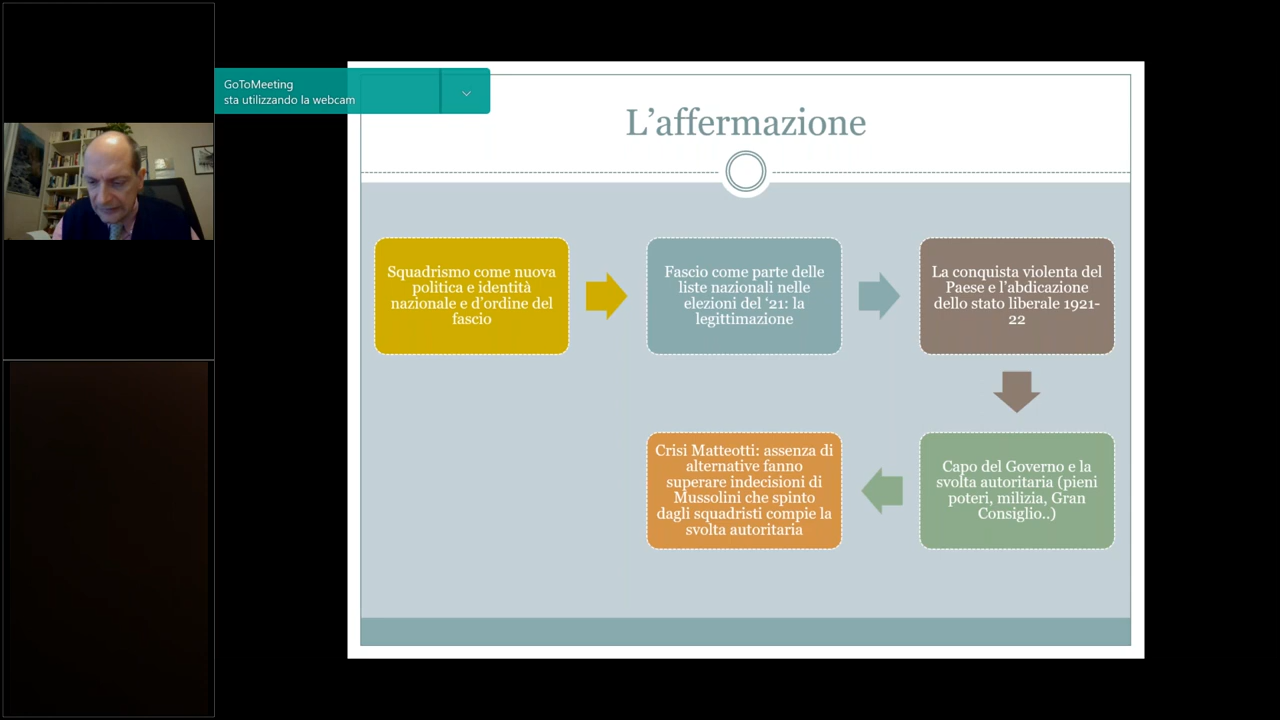 GoToMeeting
sta utilizzando la webcam
L’affermazione
Squadrismo come nuova
politica e identità
nazionale e d’ordine del
fascio
Fascio come parte delle
liste nazionali nelle
elezioni del ‘21: la
legittimazione
La conquista violenta del
Paese e l’abdicazione
dello stato liberale 1921-
22
Capo del Governo e la
svolta autoritaria (pieni
poteri, milizia, Gran
Consiglio..)
Crisi Matteotti: assenza di
alternative fanno
superare indecisioni di
Mussolini che spinto
dagli squadristi compie la
svolta autoritaria